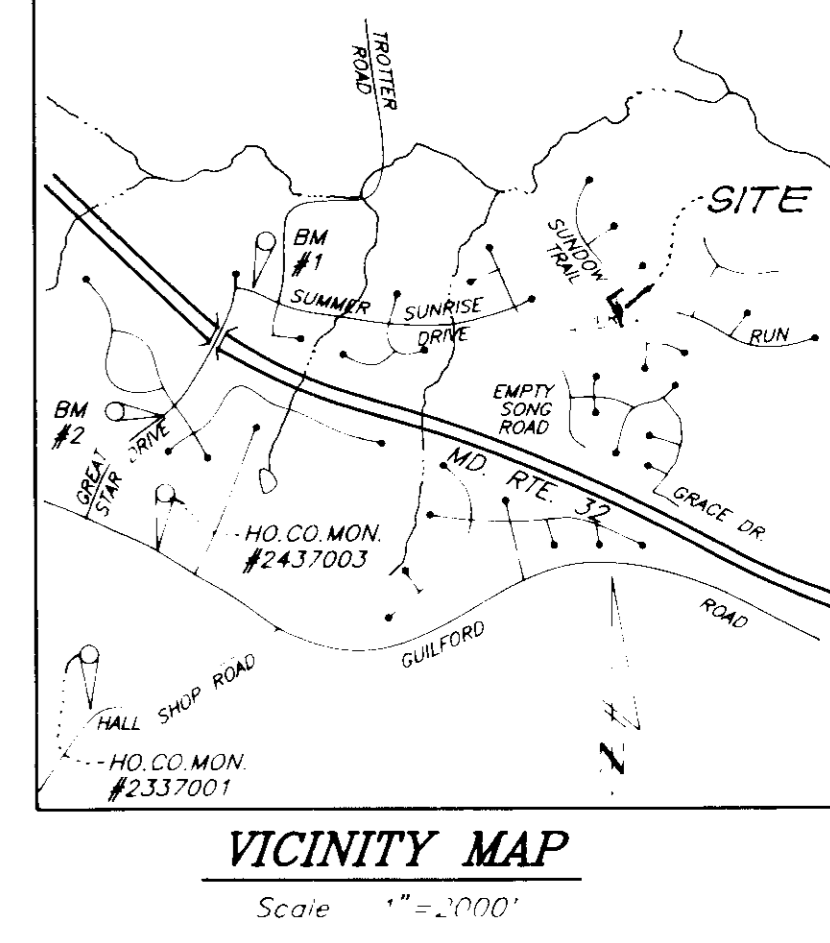 TROTTER
ROAD
SITE
SUNDOW
TRAIL
BM
#1
SUMMER SUNRISE
DRIVE
RUN
BM
#2
EMPTY
SONG
ROAD
GREAT
STAR DRIVE
MD. RTE. 32
GRACE DR.
HO.CO.MON.
#2437003
GUILFORD ROAD
HALL SHOP ROAD
HO.CO.MON.
#2337001
N
VICINITY MAP
Scale 1"=2000'